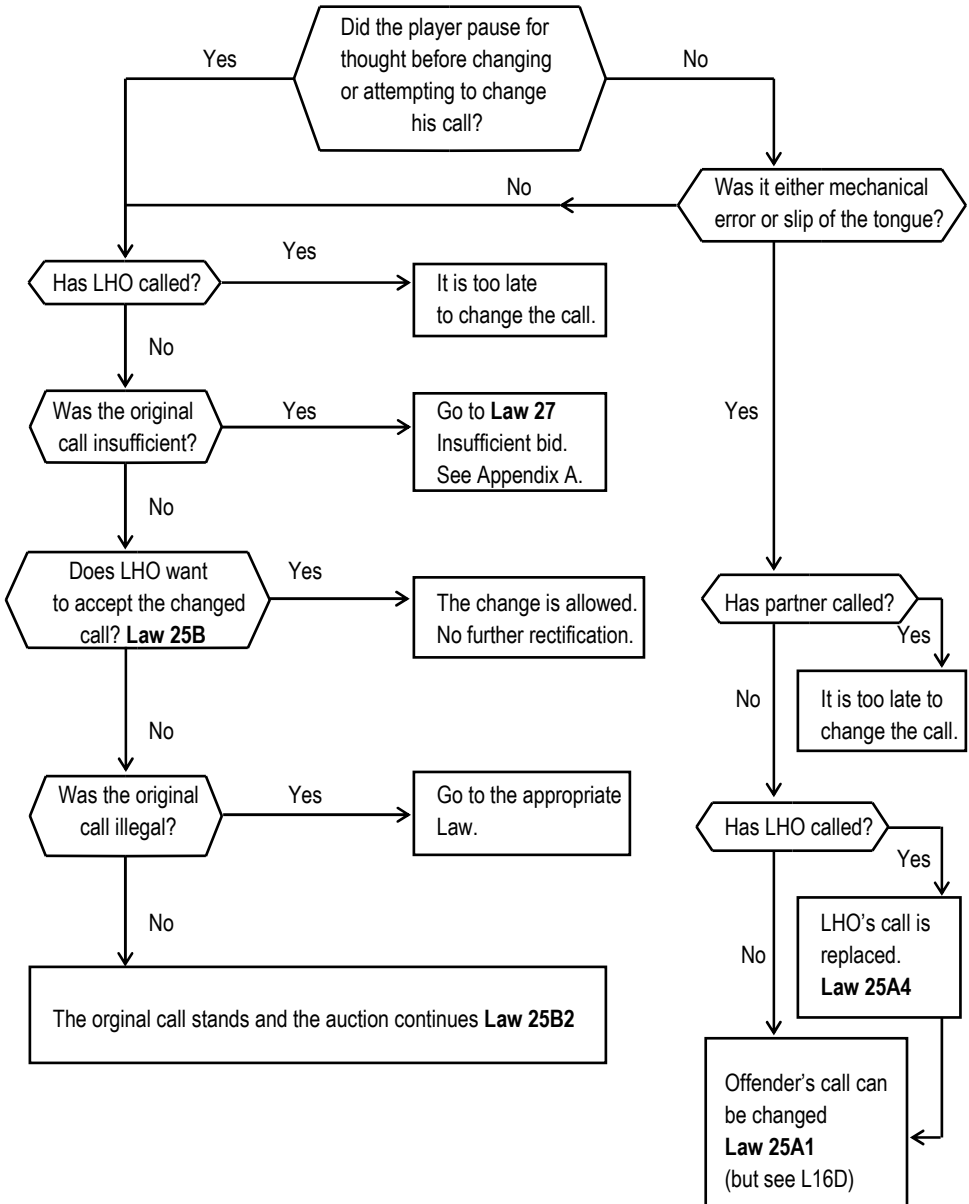 Did the player pause for
thought before changing
or attempting to change
his call?
Yes
No
Was it either mechanical
error or slip of the tongue?
No
Has LHO called?
Yes
It is too late
to change the call.
No
Was the original
call insufficient?
Yes
Go to Law 27
Insufficient bid.
See Appendix A.
Yes
No
Does LHO want
to accept the changed
call? Law 25B
Yes
The change is allowed.
No further rectification.
Has partner called?
Yes
It is too late to
change the call.
No
No
Was the original
call illegal?
Yes
Go to the appropriate
Law.
Has LHO called?
Yes
LHO's call is
replaced.
Law 25A4
No
No
The orginal call stands and the auction continues Law 25B2
Offender's call can
be changed
Law 25A1
(but see L16D)